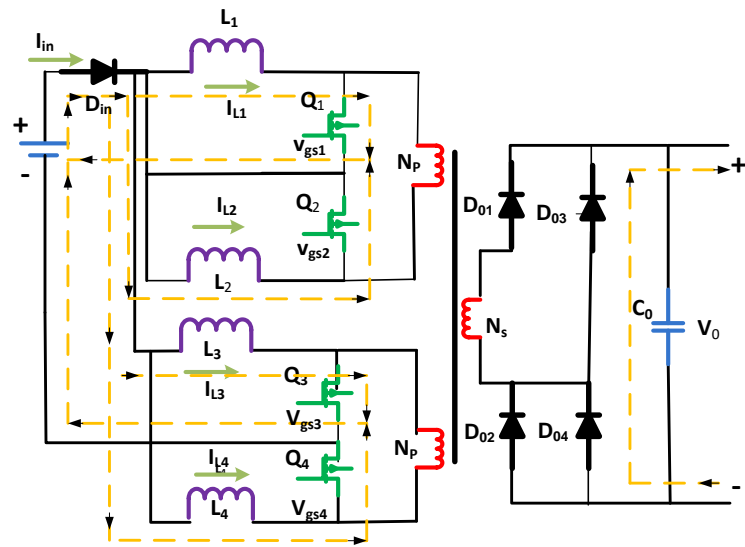 L1
Iin
Din
IL1
Q1
vgs1
NP
+
-
IL2
Q2
vgs2
L2
D01
D03
+
L3
Ns
C0
V0
IL3
Q3
Vgs3
NP
D02
D04
IL4
Q4
L4
Vgs4
-